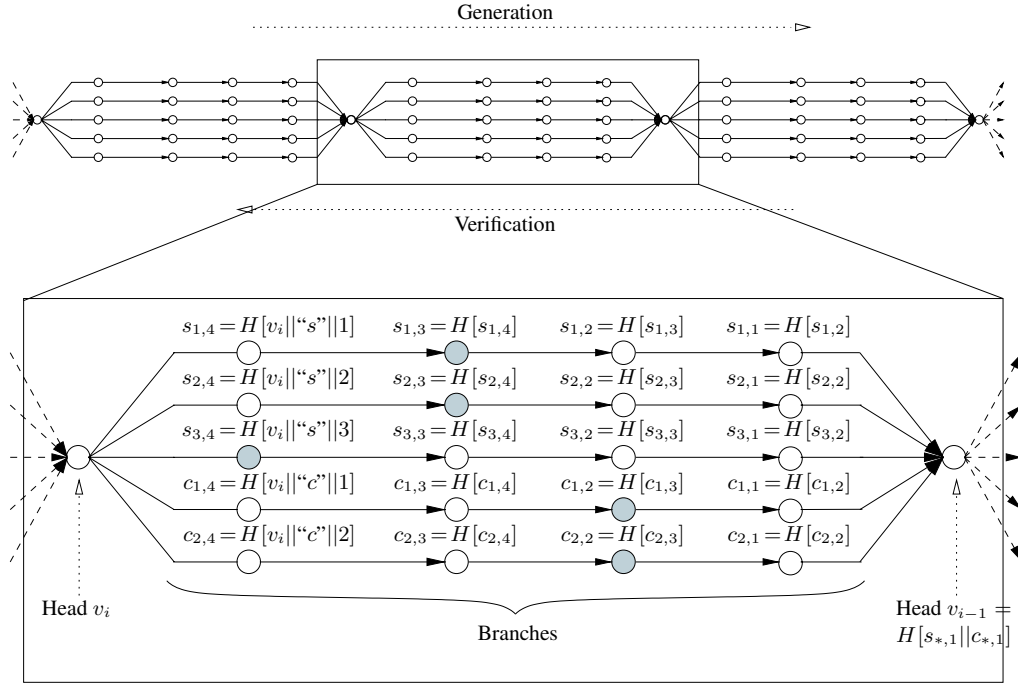 Generation
Verification
s_{1,4} = H[v_i||“s”||1] s_{1,3} = H[s_{1,4}] s_{1,2} = H[s_{1,3}] s_{1,1} = H[s_{1,2}]
s_{2,4} = H[v_i||“s”||2] s_{2,3} = H[s_{2,4}] s_{2,2} = H[s_{2,3}] s_{2,1} = H[s_{2,2}]
s_{3,4} = H[v_i||“s”||3] s_{3,3} = H[s_{3,4}] s_{3,2} = H[s_{3,3}] s_{3,1} = H[s_{3,2}]
c_{1,4} = H[v_i||“c”||1] c_{1,3} = H[c_{1,4}] c_{1,2} = H[c_{1,3}] c_{1,1} = H[c_{1,2}]
c_{2,4} = H[v_i||“c”||2] c_{2,3} = H[c_{2,4}] c_{2,2} = H[c_{2,3}] c_{2,1} = H[c_{2,2}]
Head v_i
Branches
Head v_{i−1} =
H[s_{*,1}||c_{*,1}]